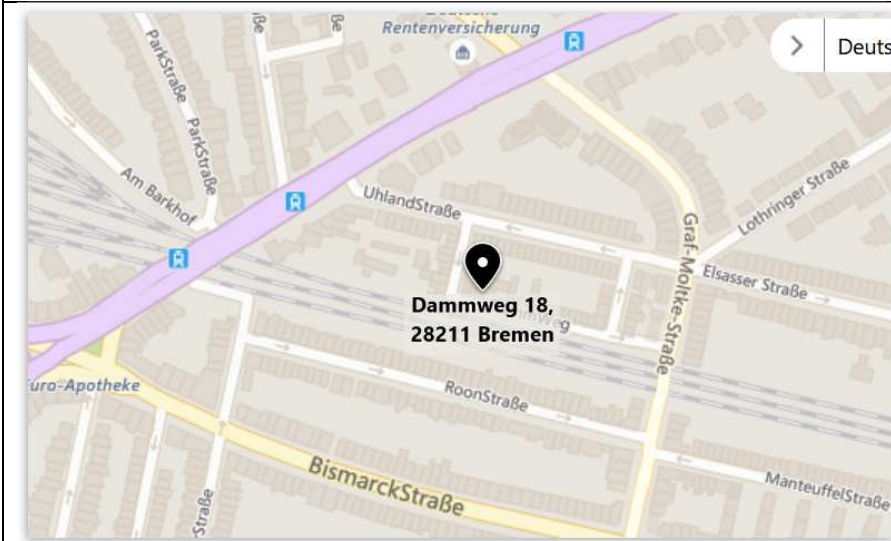 Rentenversicherung
Deuts
ParkStraße
ParkStraße
Am Barkhof
UhlandStraße
Lothringer Straße
Graf-Moltke-Straße
Elsasser Straße
Dammweg 18,
28211 Bremen
uro-Apotheke
RoonStraße
BismarckStraße
ManteuffelStraße
Straße